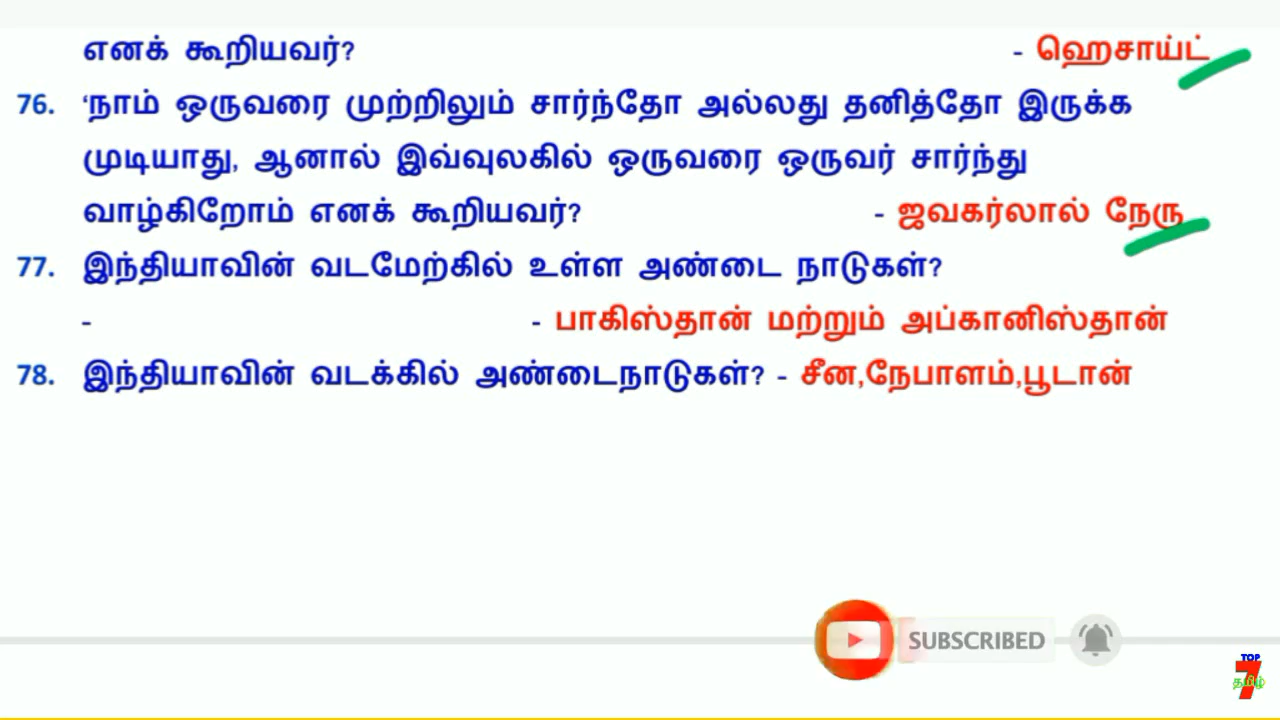 எனக் கூறியவர்? - ஹெசாய்ட்
76. ‘நாம் ஒருவரை முற்றிலும் சார்ந்தோ அல்லது தனித்தோ இருக்க
முடியாது, ஆனால் இவ்வுலகில் ஒருவரை ஒருவர் சார்ந்து
வாழ்கிறோம் எனக் கூறியவர்? - ஜவகர்லால் நேரு
77. இந்தியாவின் வடமேற்கில் உள்ள அண்டை நாடுகள்?
- - பாகிஸ்தான் மற்றும் அப்கானிஸ்தான்
78. இந்தியாவின் வடக்கில் அண்டைநாடுகள்? - சீன,நேபாளம்,பூடான்
SUBSCRIBED
TOP
7
தமிழ்